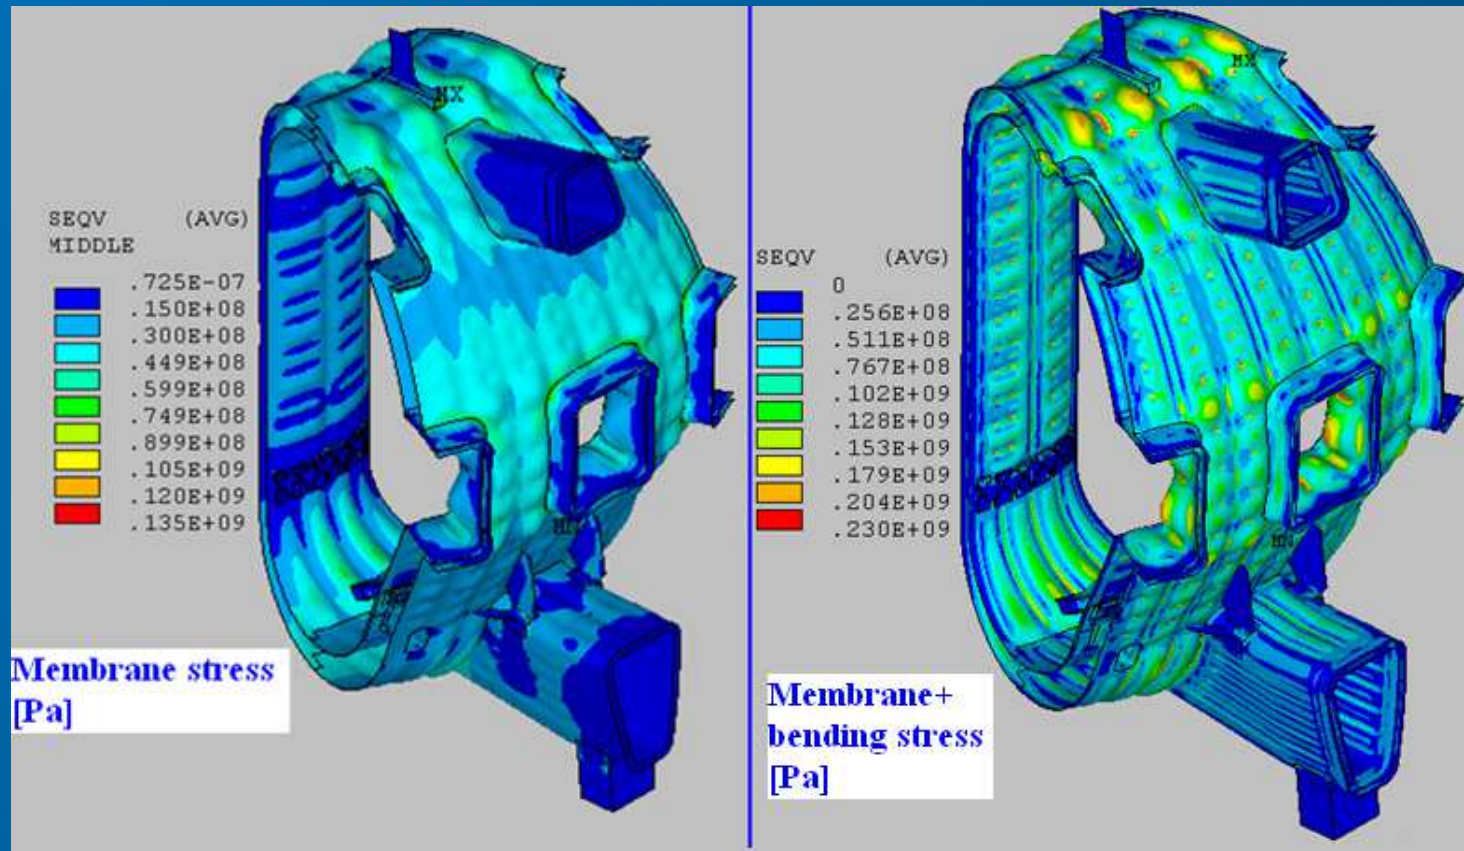 MX
SEQV (AVG)
MIDDLE
.725E-07
.150E+08
.300E+08
.449E+08
.599E+08
.749E+08
.899E+08
.105E+09
.120E+09
.135E+09
MN
Membrane stress
[Pa]
MX
SEQV (AVG)
0
.256E+08
.511E+08
.767E+08
.102E+09
.128E+09
.153E+09
.179E+09
.204E+09
.230E+09
MN
Membrane+
bending stress
[Pa]